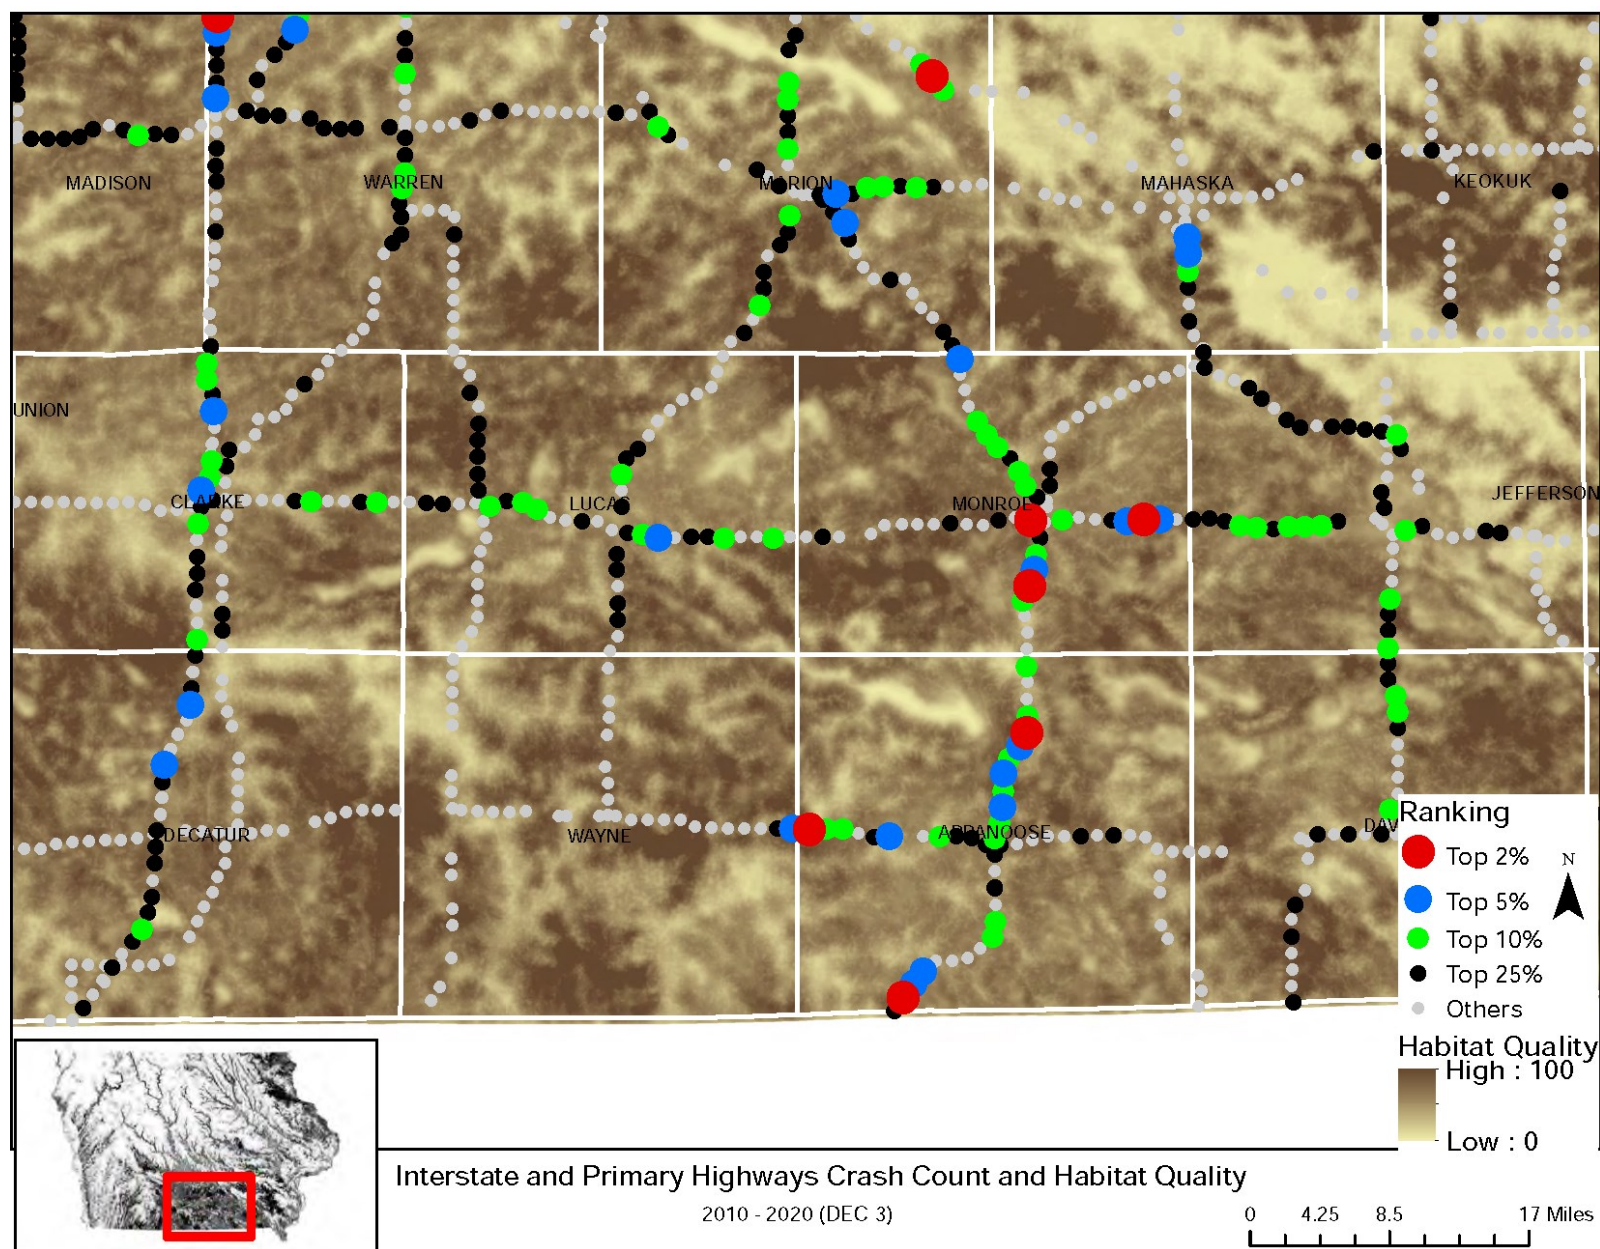 MADISON
WARREN
MARION
MAHASKA
KEOKUK
UNION
CLARKE
LUCAS
MONROE
JEFFERSON
DECATUR
WAYNE
APPANOOSE
DAV
Ranking
Top 2%
N
Top 5%
Top 10%
Top 25%
Others
Habitat Quality
High : 100
Low : 0
Interstate and Primary Highways Crash Count and Habitat Quality
2010 - 2020 (DEC 3)
0 4.25 8.5 17 Miles